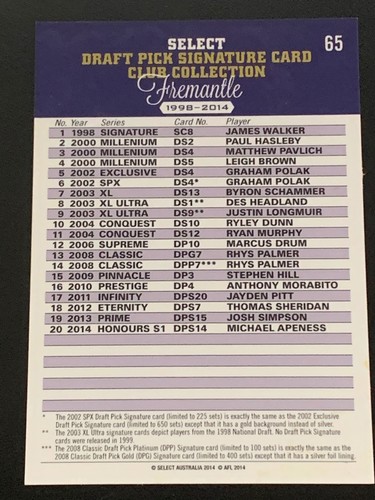 65
SELECT
DRAFT PICK SIGNATURE CARD
CLUB COLLECTION
Fremantle
1998-2014
No. Year Series Card No. Player
1 1998 SIGNATURE SC8 JAMES WALKER
2 2000 MILLENIUM DS2 PAUL HASLEBY
3 2000 MILLENIUM DS4 MATTHEW PAVLICH
4 2000 MILLENIUM DS5 LEIGH BROWN
5 2002 EXCLUSIVE DS4 GRAHAM POLAK
6 2002 SPX DS4* GRAHAM POLAK
7 2003 XL DS13 BYRON SCHAMMER
8 2003 XL ULTRA DS1** DES HEADLAND
9 2003 XL ULTRA DS9** JUSTIN LONGMUIR
10 2004 CONQUEST DS10 RYLEY DUNN
11 2004 CONQUEST DS12 RYAN MURPHY
12 2006 SUPREME DP10 MARCUS DRUM
13 2008 CLASSIC DPG7 RHYS PALMER
14 2008 CLASSIC DPP7*** RHYS PALMER
15 2009 PINNACLE DP3 STEPHEN HILL
16 2010 PRESTIGE DP4 ANTHONY MORABITO
17 2011 INFINITY DPS20 JAYDEN PITT
18 2012 ETERNITY DPS7 THOMAS SHERIDAN
19 2013 PRIME DPS15 JOSH SIMPSON
20 2014 HONOURS S1 DPS14 MICHAEL APENESS
* The 2002 SPX Draft Pick Signature card (limited to 225 sets) is exactly the same as the 2002 Exclusive
Draft Pick Signature card (limited to 650 sets) except that it has a gold background instead of silver.
** The 2003 XL Ultra signature cards depict players from the 1998 National Draft. No Draft Pick Signature
cards were released in 1999.
*** The 2008 Classic Draft Pick Platinum (DPP) Signature card (limited to 100 sets) is exactly the same as the
2008 Classic Draft Pick Gold (DPG) Signature card (limited to 400 sets) except that it has a silver foil lining.
© SELECT AUSTRALIA 2014 © AFL 2014